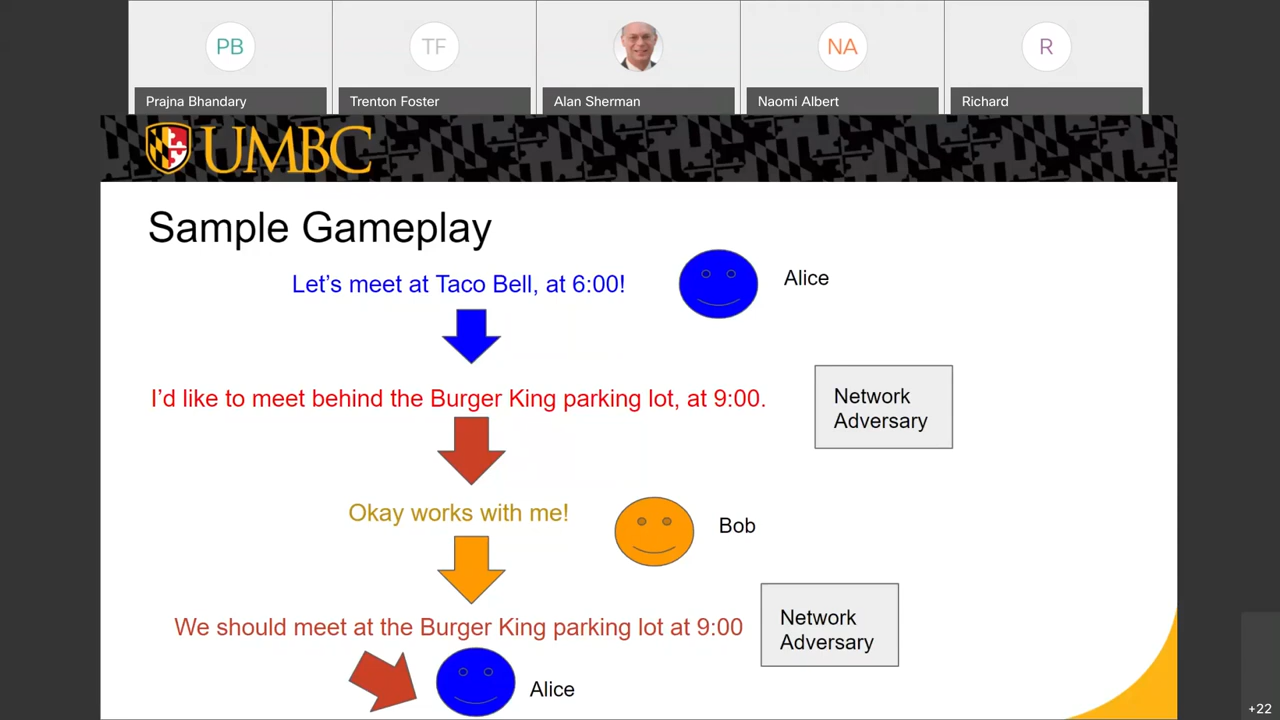 PB
TF
NA
R
Prajna Bhandary
Trenton Foster
Alan Sherman
Naomi Albert
Richard
UMBC
Sample Gameplay
Let's meet at Taco Bell, at 6:00!
Alice
I'd like to meet behind the Burger King parking lot, at 9:00.
Network
Adversary
Okay works with me!
Bob
We should meet at the Burger King parking lot at 9:00
Network
Adversary
Alice
+22